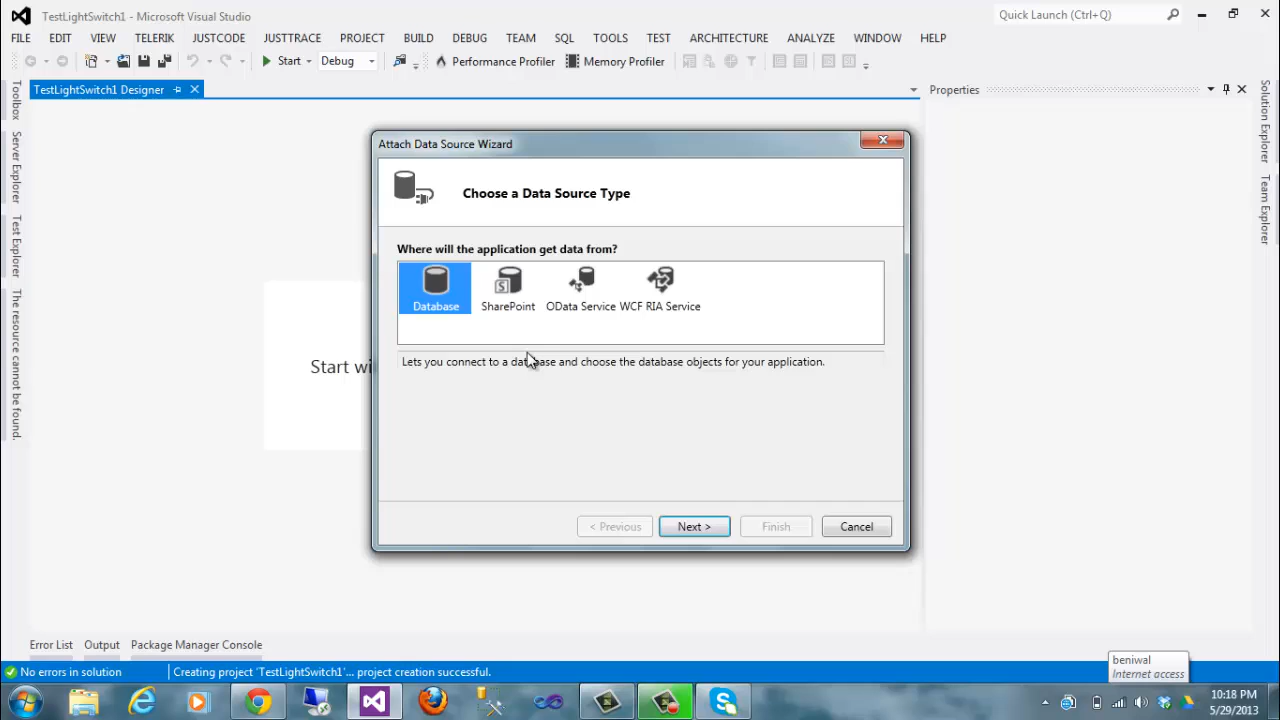 TestLightSwitch1 - Microsoft Visual Studio
Quick Launch (Ctrl+Q)
FILE EDIT VIEW TELERIK JUSTCODE JUSTTRACE PROJECT BUILD DEBUG TEAM SQL TOOLS TEST ARCHITECTURE ANALYZE WINDOW HELP
Start Debug Performance Profiler Memory Profiler
TestLightSwitch1 Designer
Properties
Toolbox
Server Explorer
Test Explorer
The resource cannot be found.
Solution Explorer
Team Explorer
Start wi
Attach Data Source Wizard
Choose a Data Source Type
Where will the application get data from?
Database SharePoint OData Service WCF RIA Service
Lets you connect to a database and choose the database objects for your application.
< Previous Next > Finish Cancel
Error List Output Package Manager Console
No errors in solution Creating project 'TestLightSwitch1'... project creation successful.
beniwal
Internet access
10:18 PM
5/29/2013